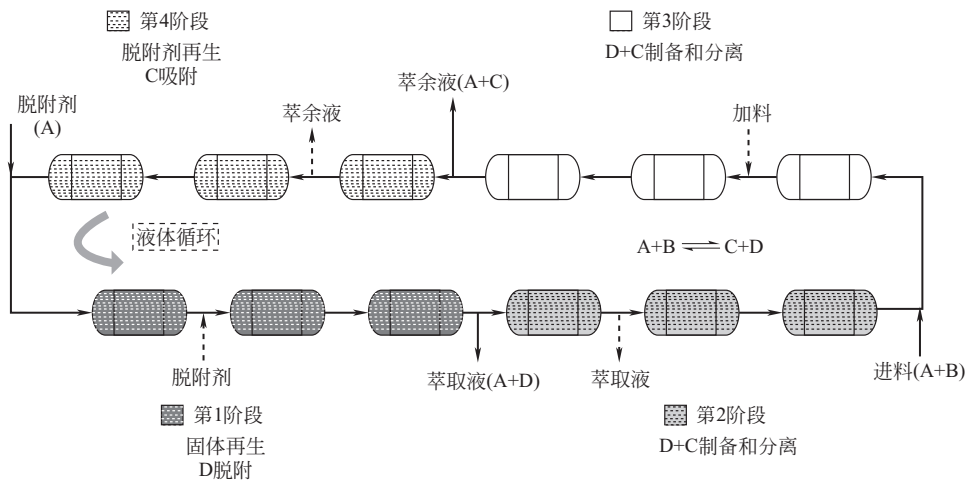 第4阶段
脱附剂再生
C吸附
第3阶段
D+C制备和分离
脱附剂
(A)
萃余液
萃余液(A+C)
加料
液体循环
A+B ⇌ C+D
脱附剂
萃取液(A+D)
萃取液
进料(A+B)
第1阶段
固体再生
D脱附
第2阶段
D+C制备和分离